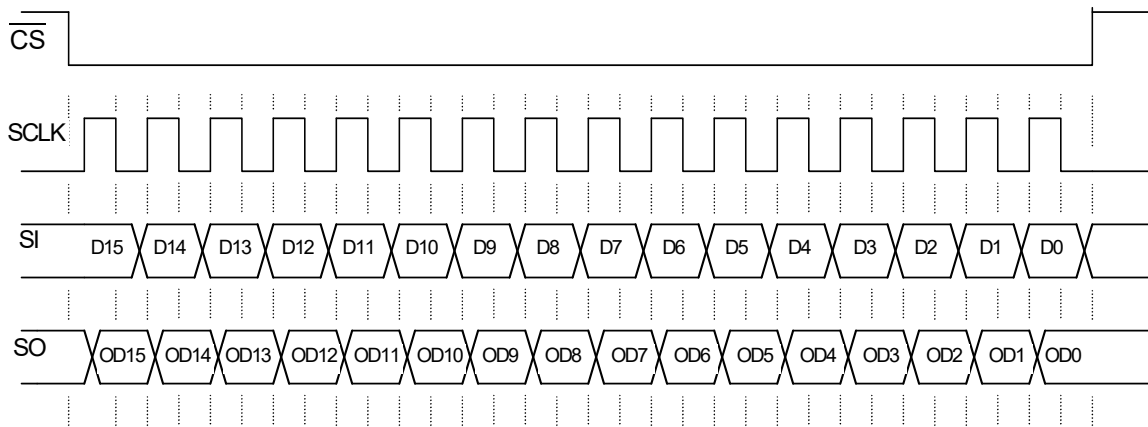 CS
SCLK
SI D15 D14 D13 D12 D11 D10 D9 D8 D7 D6 D5 D4 D3 D2 D1 D0
SO OD15 OD14 OD13 OD12 OD11 OD10 OD9 OD8 OD7 OD6 OD5 OD4 OD3 OD2 OD1 OD0